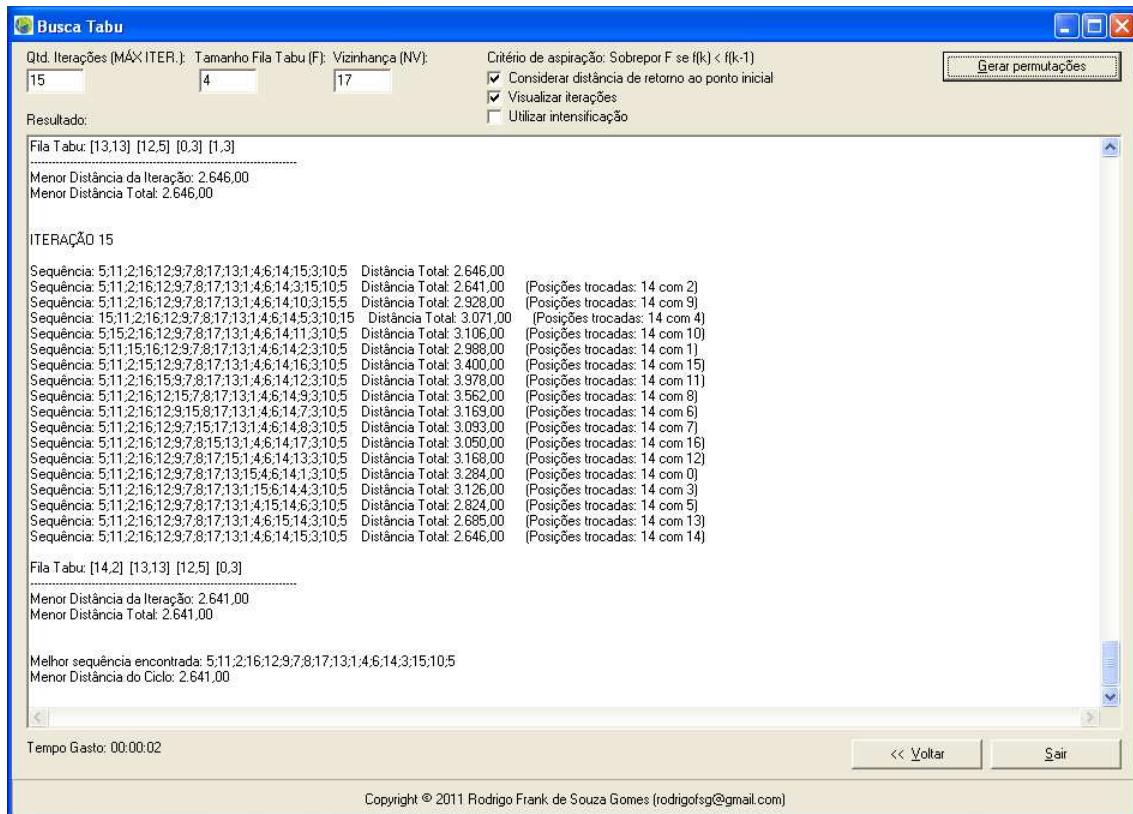 Busca Tabu
Qtd. Iterações (MÁX ITER.): Tamanho Fila Tabu (F): Vizinhança (NV):
15 4 17
Critério de aspiração: Sobrepor F se f(k) < f(k-1)
Considerar distância de retorno ao ponto inicial
Visualizar iterações
Utilizar intensificação
Gerar permutações
Resultado:
Fila Tabu: [13,13] [12,5] [0,3] [1,3]
--------------------------------------------------------------------------------
Menor Distância da Iteração: 2.646,00
Menor Distância Total: 2.646,00
ITERAÇÃO 15
Sequência: 5;11;2;16;12;9;7;8;17;13;1;4;6;14;15;3;10;5 Distância Total: 2.646,00
Sequência: 5;11;2;16;12;9;7;8;17;13;1;4;6;14;3;15;10;5 Distância Total: 2.641,00 (Posições trocadas: 14 com 2)
Sequência: 5;11;2;16;12;9;7;8;17;13;1;4;6;14;10;3;15;5 Distância Total: 2.928,00 (Posições trocadas: 14 com 9)
Sequência: 15;11;2;16;12;9;7;8;17;13;1;4;6;14;5;3;10;15 Distância Total: 3.071,00 (Posições trocadas: 14 com 4)
Sequência: 5;15;2;16;12;9;7;8;17;13;1;4;6;14;11;3;10;5 Distância Total: 3.106,00 (Posições trocadas: 14 com 10)
Sequência: 5;11;15;16;12;9;7;8;17;13;1;4;6;14;2;3;10;5 Distância Total: 2.988,00 (Posições trocadas: 14 com 1)
Sequência: 5;11;2;15;12;9;7;8;17;13;1;4;6;14;16;3;10;5 Distância Total: 3.400,00 (Posições trocadas: 14 com 15)
Sequência: 5;11;2;16;15;9;7;8;17;13;1;4;6;14;12;3;10;5 Distância Total: 3.978,00 (Posições trocadas: 14 com 11)
Sequência: 5;11;2;16;12;15;7;8;17;13;1;4;6;14;9;3;10;5 Distância Total: 3.562,00 (Posições trocadas: 14 com 8)
Sequência: 5;11;2;16;12;9;15;8;17;13;1;4;6;14;7;3;10;5 Distância Total: 3.169,00 (Posições trocadas: 14 com 6)
Sequência: 5;11;2;16;12;9;7;15;17;13;1;4;6;14;8;3;10;5 Distância Total: 3.093,00 (Posições trocadas: 14 com 7)
Sequência: 5;11;2;16;12;9;7;8;15;13;1;4;6;14;17;3;10;5 Distância Total: 3.050,00 (Posições trocadas: 14 com 16)
Sequência: 5;11;2;16;12;9;7;8;17;15;1;4;6;14;13;3;10;5 Distância Total: 3.168,00 (Posições trocadas: 14 com 12)
Sequência: 5;11;2;16;12;9;7;8;17;13;15;4;6;14;1;3;10;5 Distância Total: 3.284,00 (Posições trocadas: 14 com 0)
Sequência: 5;11;2;16;12;9;7;8;17;13;1;15;6;14;4;3;10;5 Distância Total: 3.126,00 (Posições trocadas: 14 com 3)
Sequência: 5;11;2;16;12;9;7;8;17;13;1;4;15;14;6;3;10;5 Distância Total: 2.824,00 (Posições trocadas: 14 com 5)
Sequência: 5;11;2;16;12;9;7;8;17;13;1;4;6;15;14;3;10;5 Distância Total: 2.685,00 (Posições trocadas: 14 com 13)
Sequência: 5;11;2;16;12;9;7;8;17;13;1;4;6;14;15;3;10;5 Distância Total: 2.646,00 (Posições trocadas: 14 com 14)
Fila Tabu: [14,2] [13,13] [12,5] [0,3]
--------------------------------------------------------------------------------
Menor Distância da Iteração: 2.641,00
Menor Distância Total: 2.641,00
Melhor sequência encontrada: 5;11;2;16;12;9;7;8;17;13;1;4;6;14;3;15;10;5
Menor Distância do Ciclo: 2.641,00
Tempo Gasto: 00:00:02
<< Voltar
Sair
Copyright © 2011 Rodrigo Frank de Souza Gomes (rodrigofsg@gmail.com)